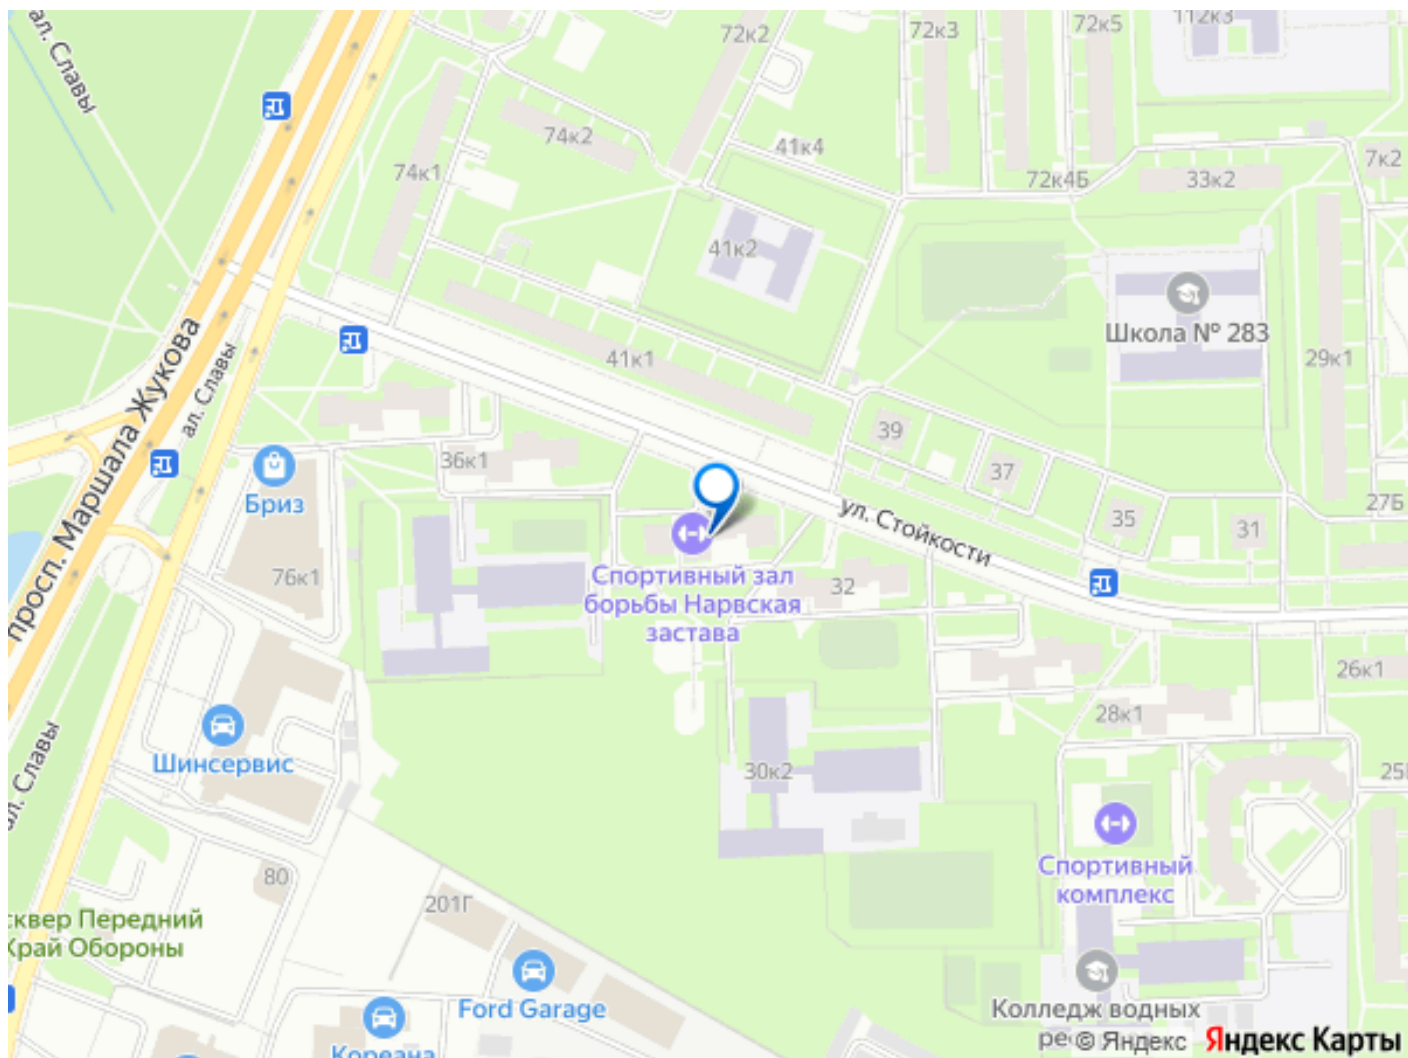 112к3
72к2
72к3
72к5
ал. Славы
74к2
41к4
7к2
74к1
72к4Б
33к2
41к2
Школа № 283
просп. Маршала Жукова
ал. Славы
41к1
29к1
39
36к1
37
Бриз
ул. Стойкости
35
31
27Б
76к1
Спортивный зал
борьбы Нарвская
застава
32
26к1
28к1
Шинсервис
30к2
ал. Славы
Спортивный
комплекс
80
201Г
сквер Передний
Край Обороны
Ford Garage
Колледж водных
Кореана
© Яндекс
Яндекс Карты